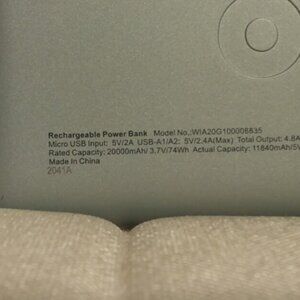 Rechargeable Power Bank Model No.:WIA20G100008835
Micro USB Input: 5V/2A USB-A1/A2: 5V/2.4A(Max) Total Output: 4.8A
Rated Capacity: 20000mAh/ 3.7V/74Wh Actual Capacity: 11840mAh/5V
Made In China
2041A